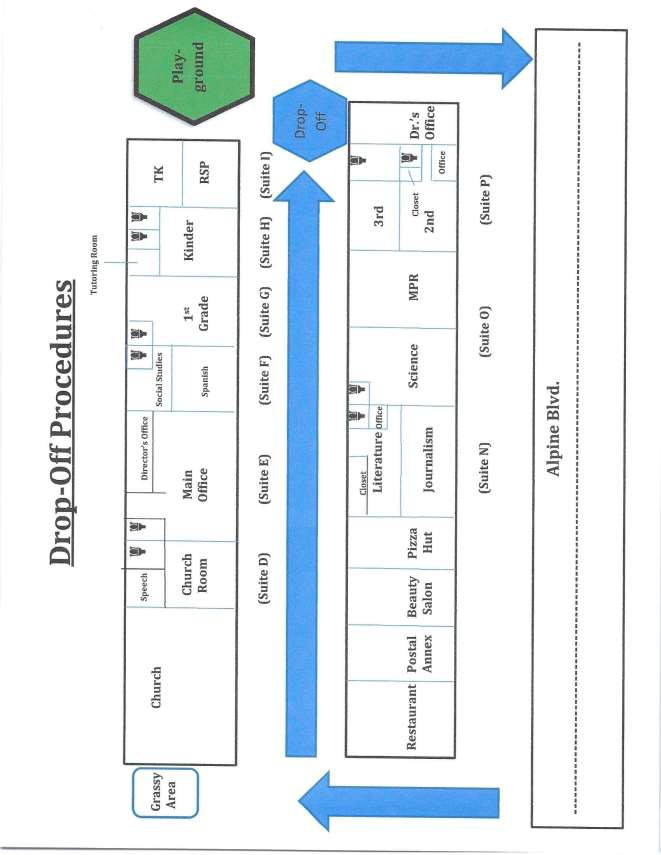 Drop-Off Procedures
Tutoring Room
Grassy
Area
Church
Speech
Church
Room
Director's Office
Main
Office
Social Studies
Spanish
1st
Grade
Kinder
TK
RSP
Play-
ground
(Suite D)
(Suite E)
(Suite F)
(Suite G)
(Suite H)
(Suite I)
Drop-
Off
Restaurant
Postal
Annex
Beauty
Salon
Pizza
Hut
Closet
Literature
Office
Journalism
Science
MPR
3rd
Closet
2nd
Office
Dr.'s
Office
(Suite N)
(Suite O)
(Suite P)
Alpine Blvd.